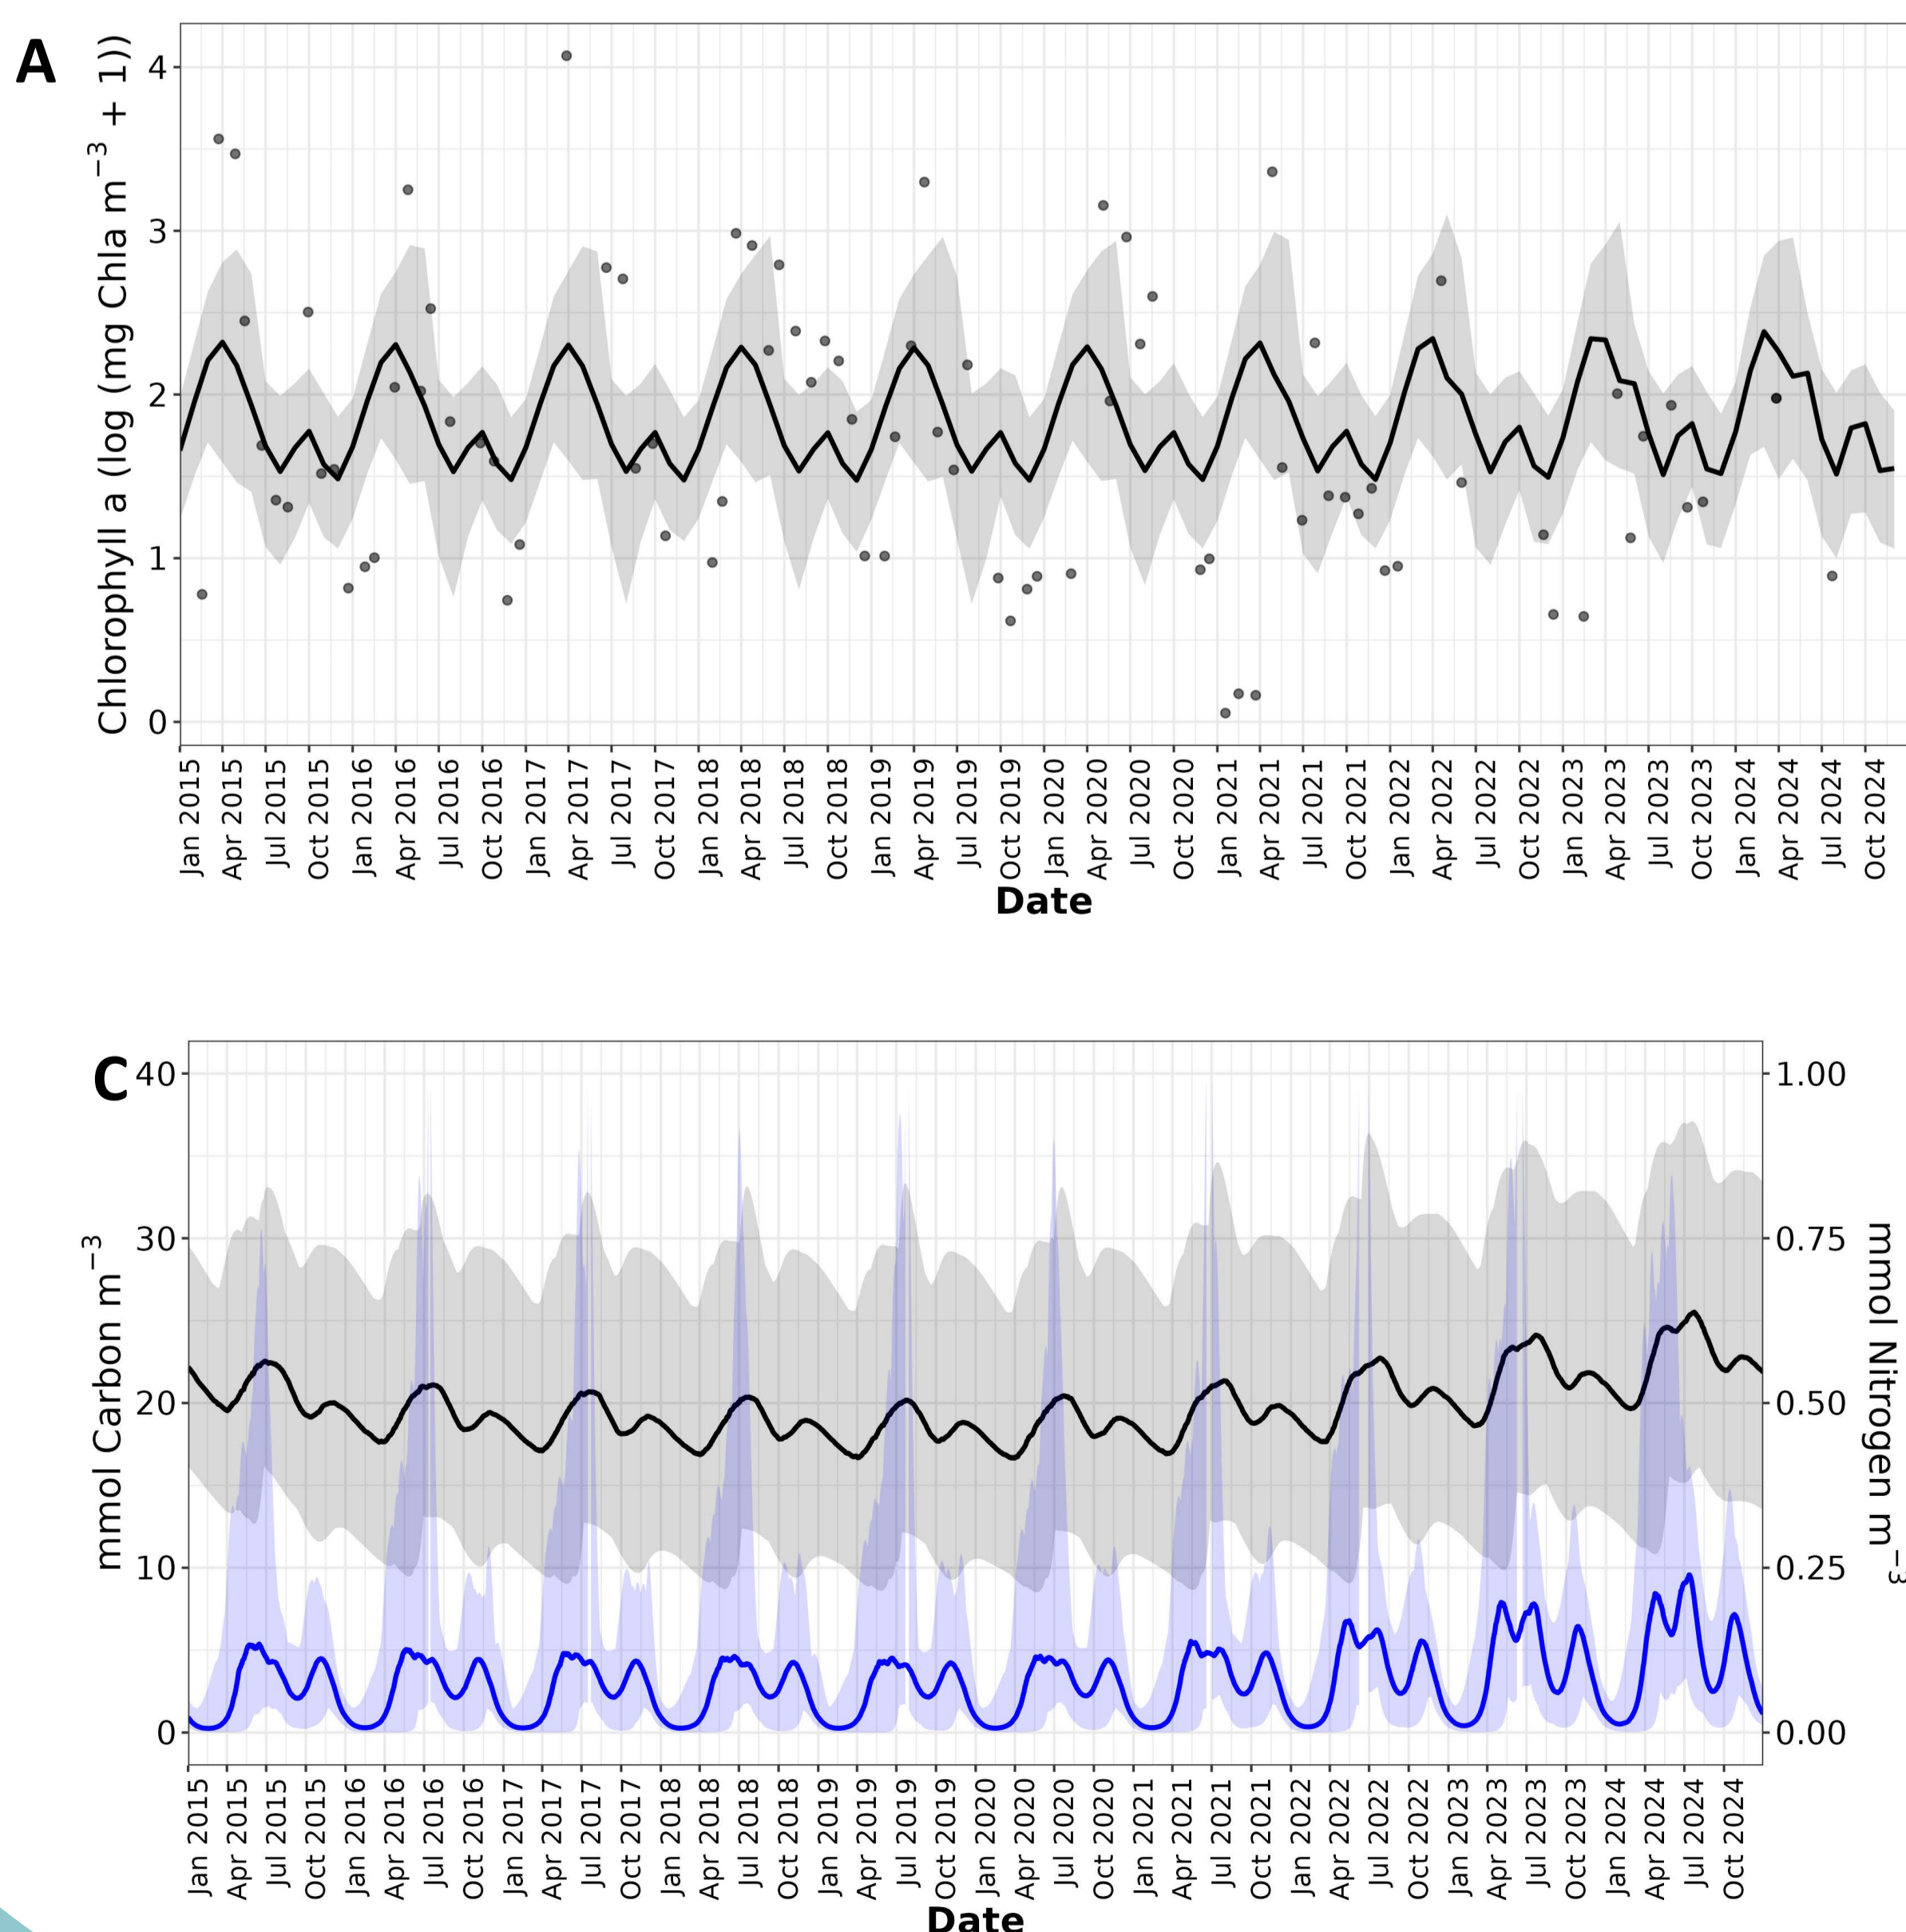 A
Chlorophyll a (log (mg Chla m−3 + 1))
4
3
2
1
0
Jan 2015
Apr 2015
Jul 2015
Oct 2015
Jan 2016
Apr 2016
Jul 2016
Oct 2016
Jan 2017
Apr 2017
Jul 2017
Oct 2017
Jan 2018
Apr 2018
Jul 2018
Oct 2018
Jan 2019
Apr 2019
Jul 2019
Oct 2019
Jan 2020
Apr 2020
Jul 2020
Oct 2020
Jan 2021
Apr 2021
Jul 2021
Oct 2021
Jan 2022
Apr 2022
Jul 2022
Oct 2022
Jan 2023
Apr 2023
Jul 2023
Oct 2023
Jan 2024
Apr 2024
Jul 2024
Oct 2024
Date
C
mmol Carbon m−3
40
30
20
10
0
1.00
0.75
0.50
0.25
0.00
mmol Nitrogen m−3
Jan 2015
Apr 2015
Jul 2015
Oct 2015
Jan 2016
Apr 2016
Jul 2016
Oct 2016
Jan 2017
Apr 2017
Jul 2017
Oct 2017
Jan 2018
Apr 2018
Jul 2018
Oct 2018
Jan 2019
Apr 2019
Jul 2019
Oct 2019
Jan 2020
Apr 2020
Jul 2020
Oct 2020
Jan 2021
Apr 2021
Jul 2021
Oct 2021
Jan 2022
Apr 2022
Jul 2022
Oct 2022
Jan 2023
Apr 2023
Jul 2023
Oct 2023
Jan 2024
Apr 2024
Jul 2024
Oct 2024
Date